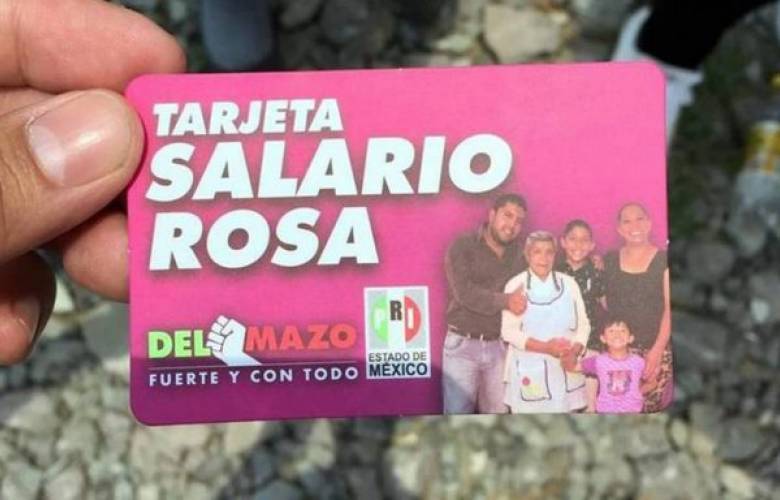 TARJETA
SALARIO
ROSA
DEL MAZO
FUERTE Y CON TODO
PRI
ESTADO DE
MÉXICO